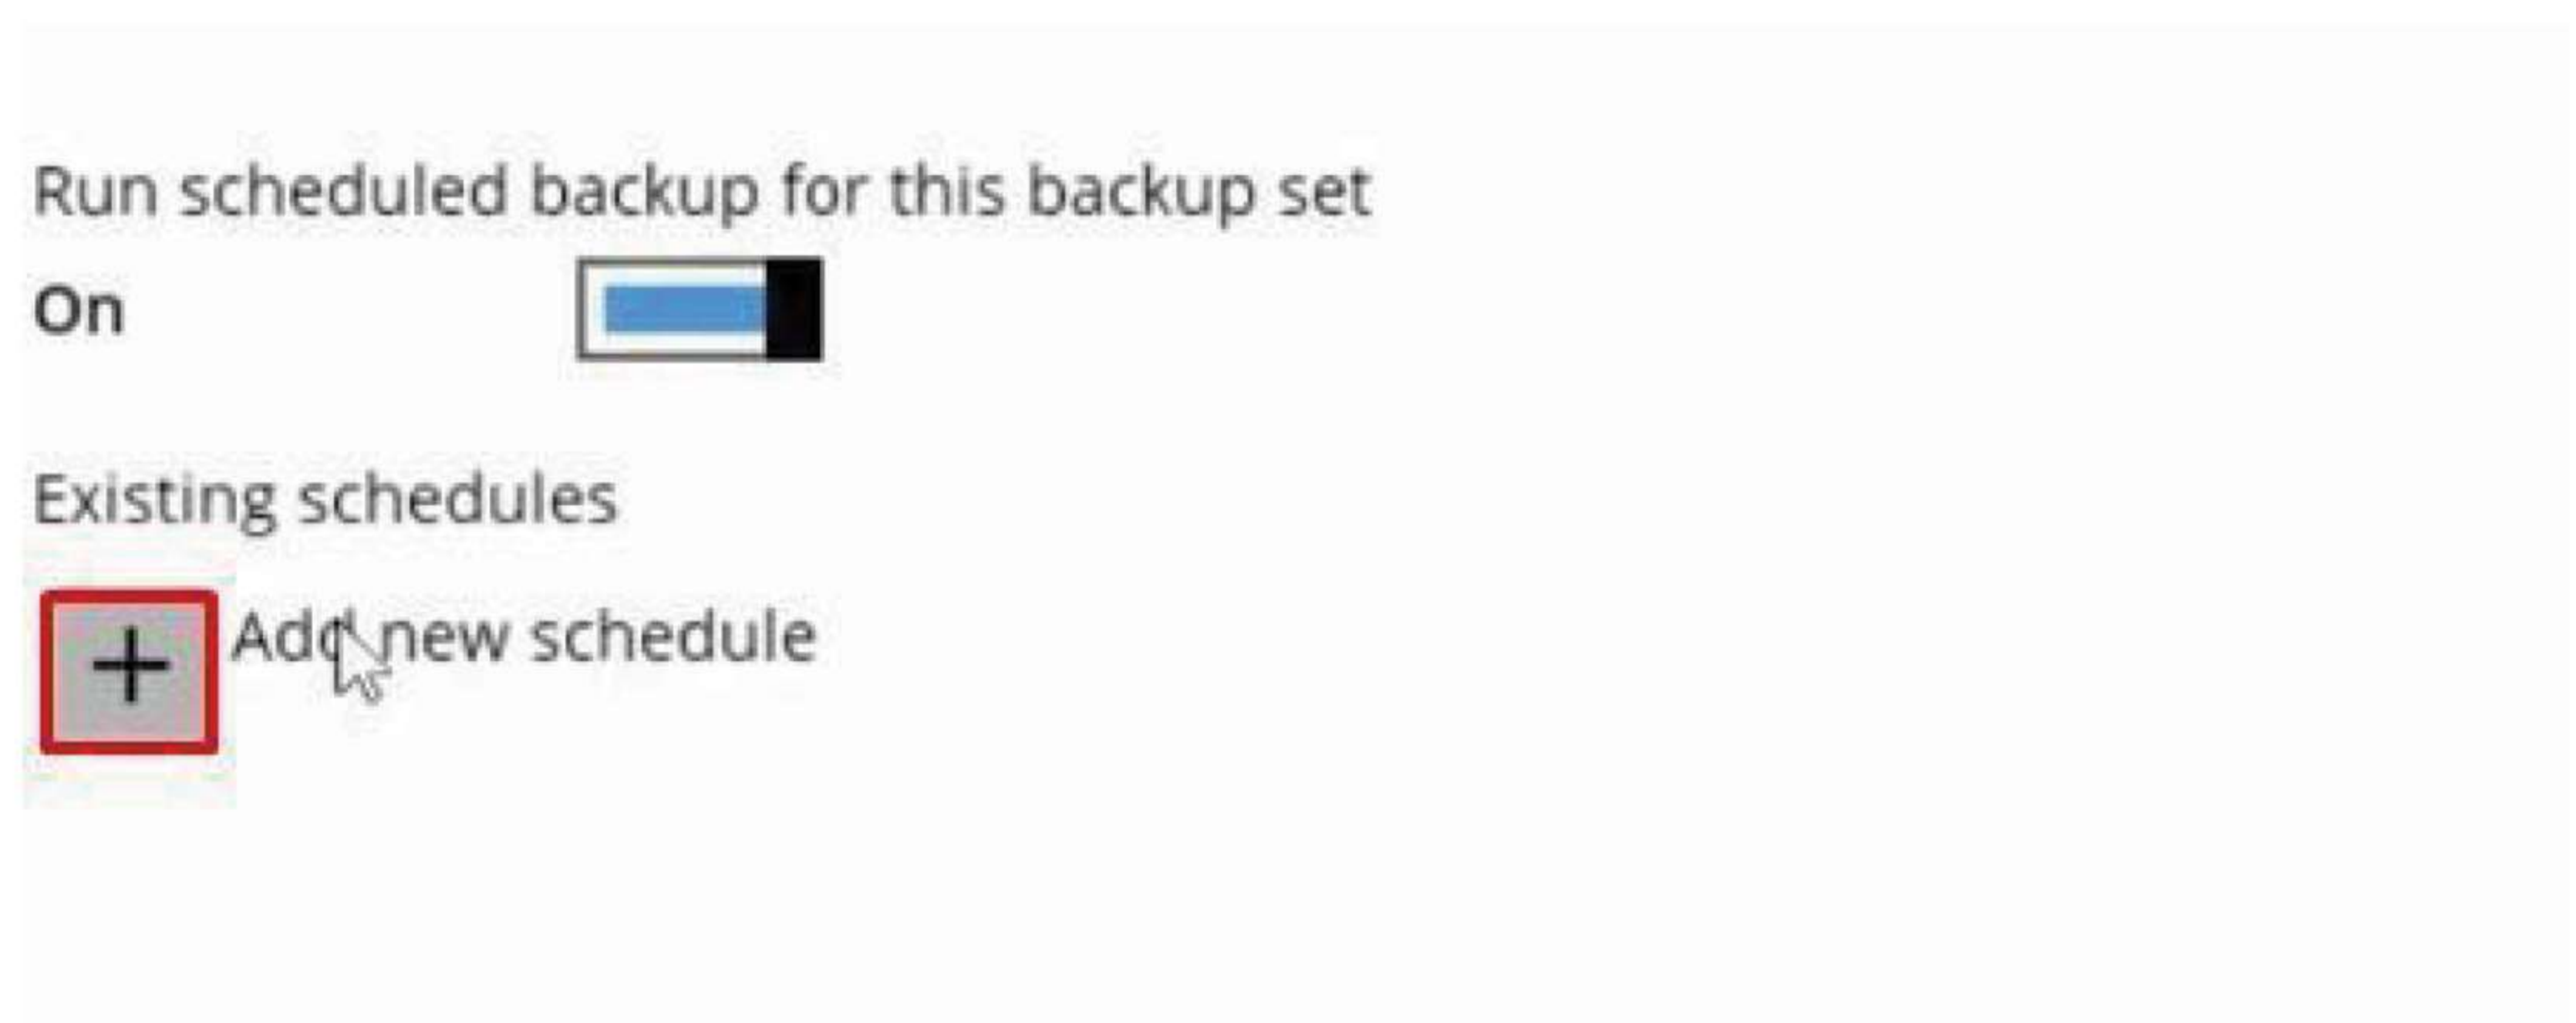 Run scheduled backup for this backup set
On
Existing schedules
+ Add new schedule